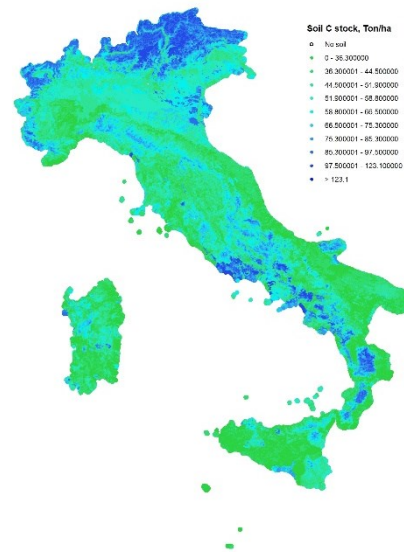 Soil C stock, Ton/ha
No soil
0 - 36.300000
36.300001 - 44.500000
44.500001 - 51.900000
51.900001 - 58.800000
58.800001 - 66.500000
66.500001 - 75.300000
75.300001 - 85.300000
85.300001 - 97.500000
97.500001 - 123.100000
> 123.1